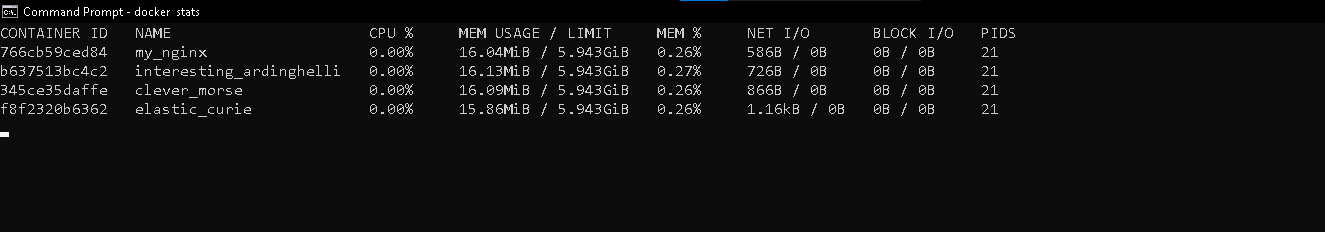 Command Prompt - docker stats
CONTAINER ID NAME CPU % MEM USAGE / LIMIT MEM % NET I/O BLOCK I/O PIDS
766cb59ced84 my_nginx 0.00% 16.04MiB / 5.943GiB 0.26% 586B / 0B 0B / 0B 21
b637513bc4c2 interesting_ardinghelli 0.00% 16.13MiB / 5.943GiB 0.27% 726B / 0B 0B / 0B 21
345ce35daffe clever_morse 0.00% 16.09MiB / 5.943GiB 0.26% 866B / 0B 0B / 0B 21
f8f2320b6362 elastic_curie 0.00% 15.86MiB / 5.943GiB 0.26% 1.16kB / 0B 0B / 0B 21